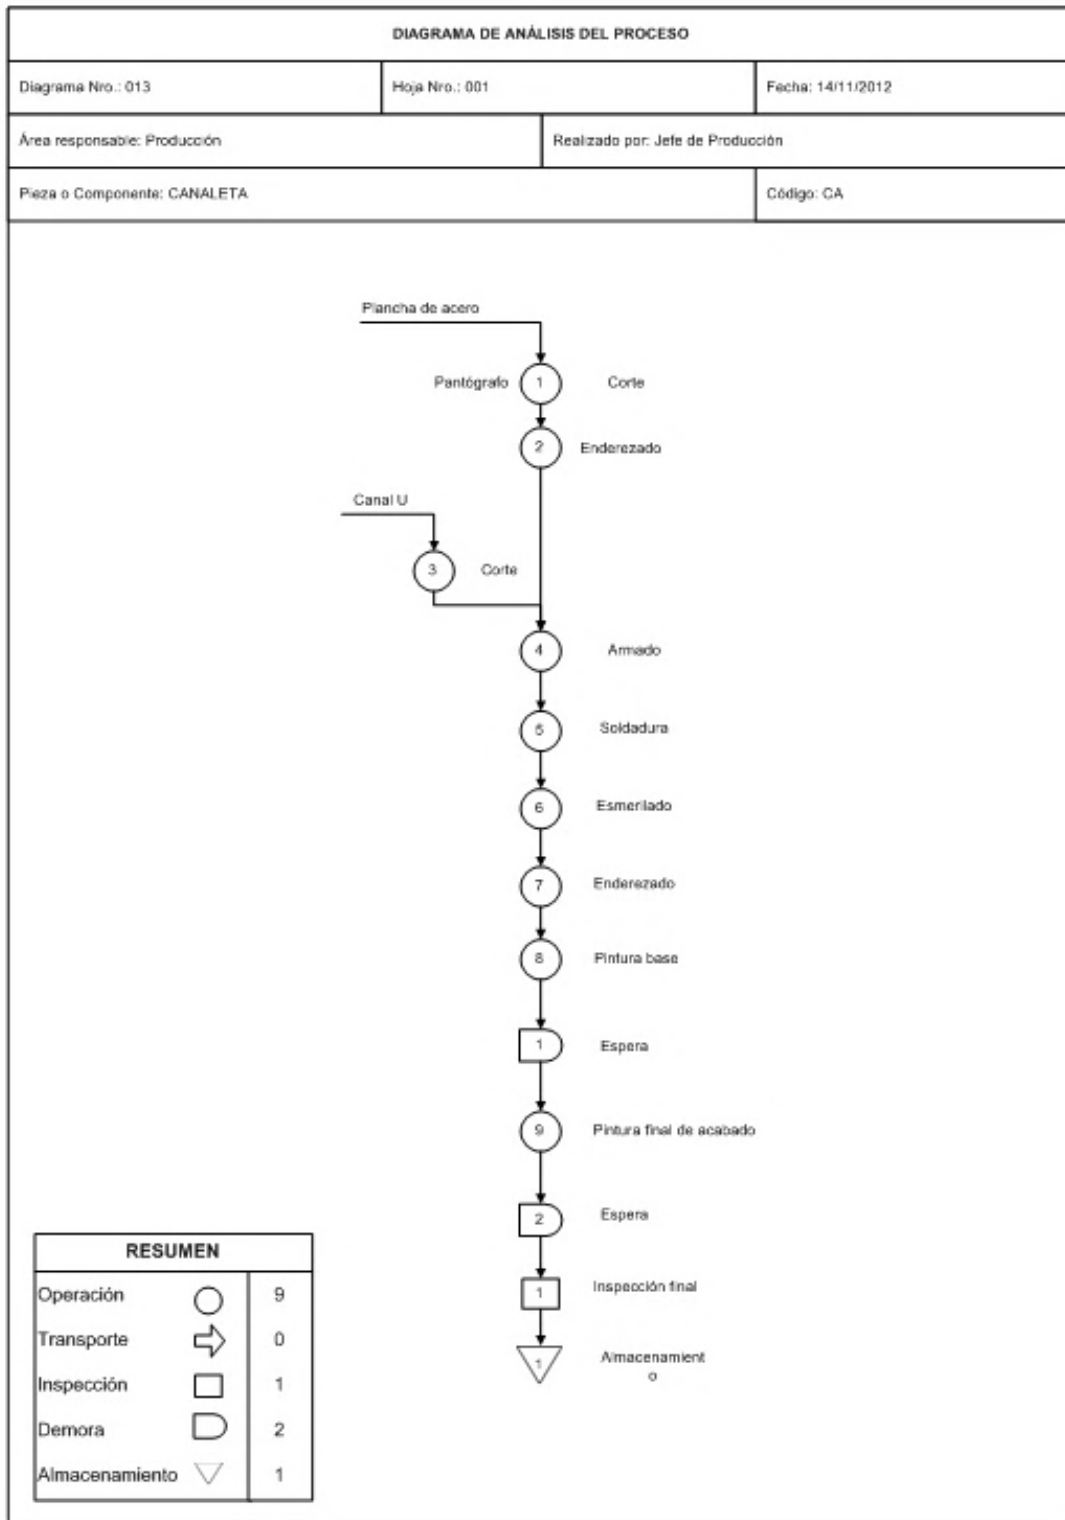 DIAGRAMA DE ANÁLISIS DEL PROCESO
Diagrama Nro.: 013
Hoja Nro.: 001
Fecha: 14/11/2012
Área responsable: Producción
Realizado por: Jefe de Producción
Pieza o Componente: CANALETA
Código: CA
Plancha de acero
Pantógrafo 1 Corte
2 Enderezado
Canal U
3 Corte
4 Armado
5 Soldadura
6 Esmerilado
7 Enderezado
8 Pintura base
1 Espera
9 Pintura final de acabado
2 Espera
1 Inspección final
1 Almacenamient
o
RESUMEN
Operación 9
Transporte 0
Inspección 1
Demora 2
Almacenamiento 1